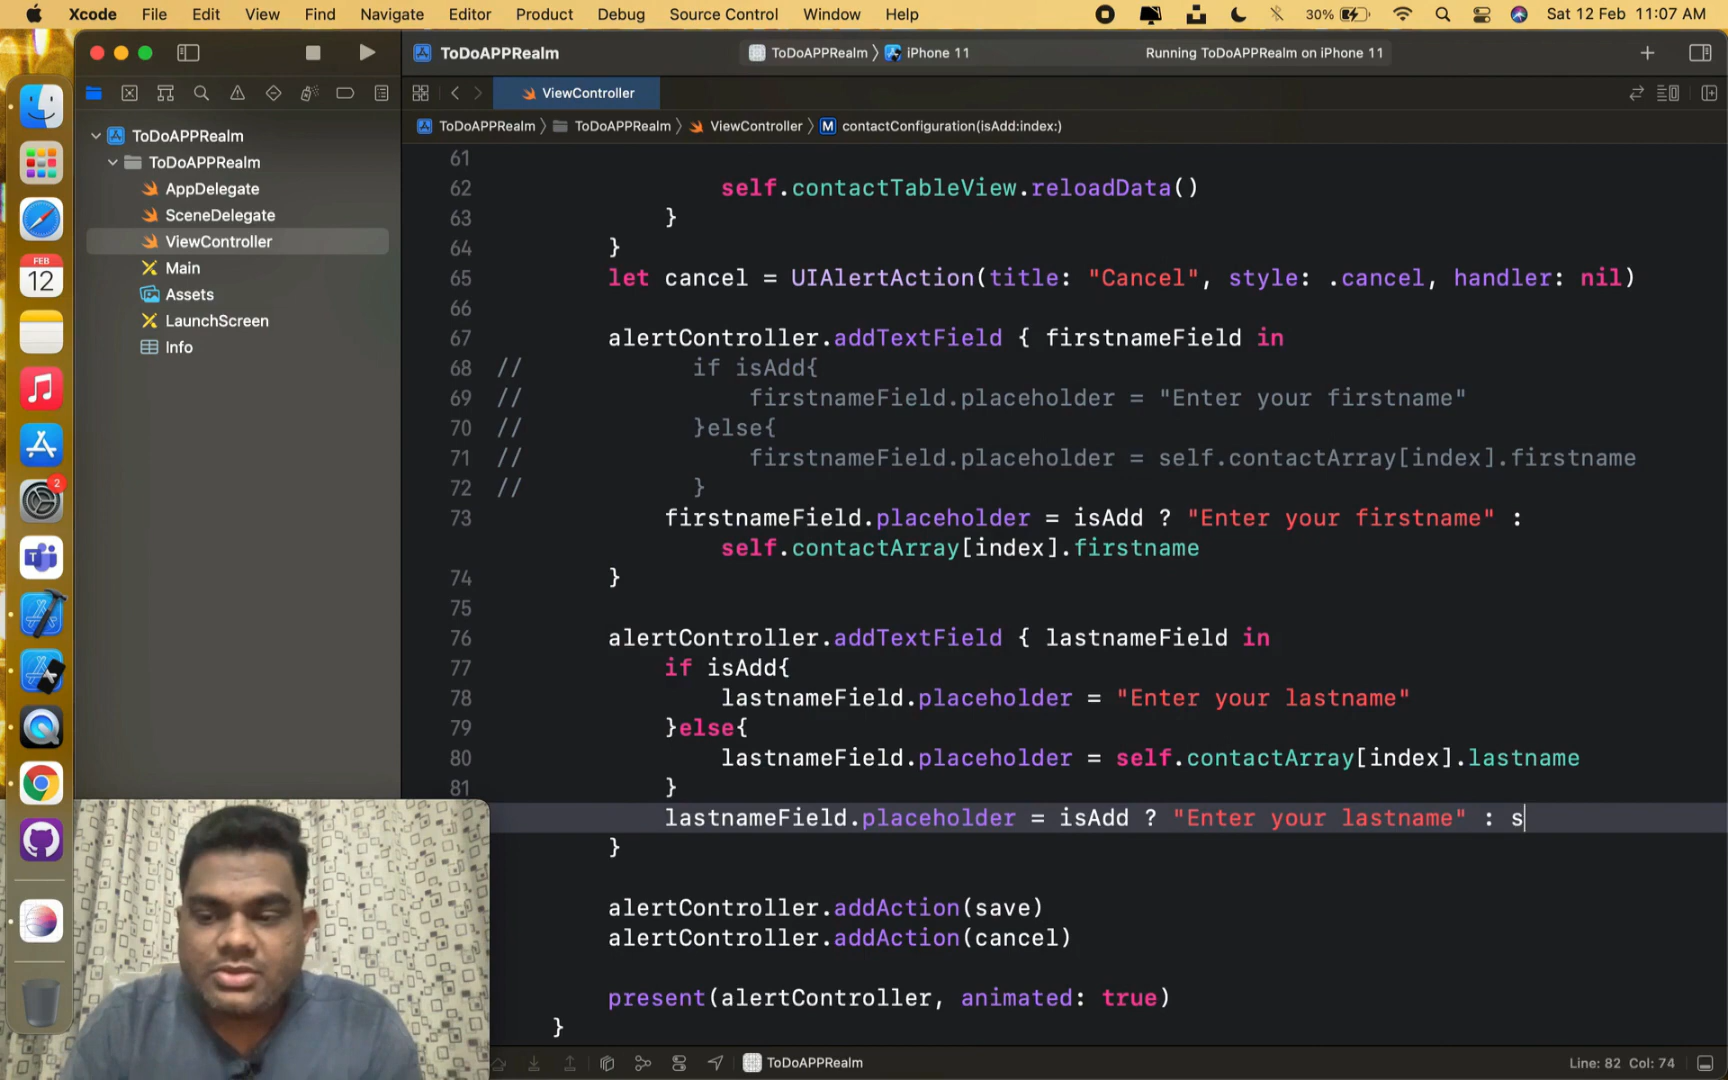 Xcode File Edit View Find Navigate Editor Product Debug Source Control Window Help 30% Sat 12 Feb 11:07 AM
ToDoAPPRealm
ToDoAPPRealm iPhone 11
Running ToDoAPPRealm on iPhone 11
ViewController
ToDoAPPRealm ToDoAPPRealm ViewController M contactConfiguration(isAdd:index:)
ToDoAPPRealm
ToDoAPPRealm
AppDelegate
SceneDelegate
ViewController
Main
Assets
LaunchScreen
Info
FEB
12
2
61
62 self.contactTableView.reloadData()
63 }
64 }
65 let cancel = UIAlertAction(title: "Cancel", style: .cancel, handler: nil)
66
67 alertController.addTextField { firstnameField in
68 // if isAdd{
69 // firstnameField.placeholder = "Enter your firstname"
70 // }else{
71 // firstnameField.placeholder = self.contactArray[index].firstname
72 // }
73 firstnameField.placeholder = isAdd ? "Enter your firstname" :
self.contactArray[index].firstname
74 }
75
76 alertController.addTextField { lastnameField in
77 if isAdd{
78 lastnameField.placeholder = "Enter your lastname"
79 }else{
80 lastnameField.placeholder = self.contactArray[index].lastname
81 }
lastnameField.placeholder = isAdd ? "Enter your lastname" : s
}
alertController.addAction(save)
alertController.addAction(cancel)
present(alertController, animated: true)
}
ToDoAPPRealm
Line: 82 Col: 74